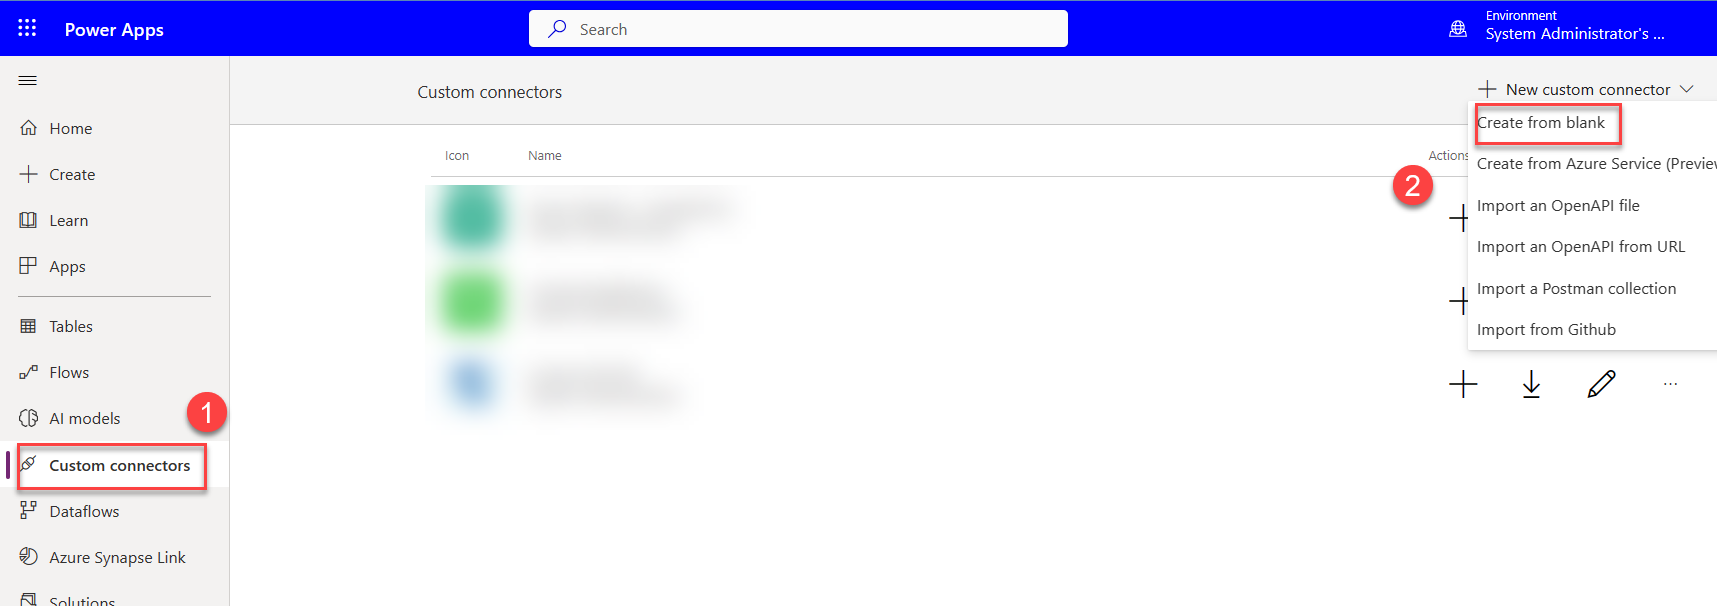 Power Apps
Search
Environment
System Administrator's ...
Custom connectors
New custom connector
Home
Create
Learn
Apps
Tables
Flows
AI models
1
Custom connectors
Dataflows
Azure Synapse Link
Solutions
Icon
Name
Actions
2
Create from blank
Create from Azure Service (Preview
Import an OpenAPI file
Import an OpenAPI from URL
Import a Postman collection
Import from Github
...